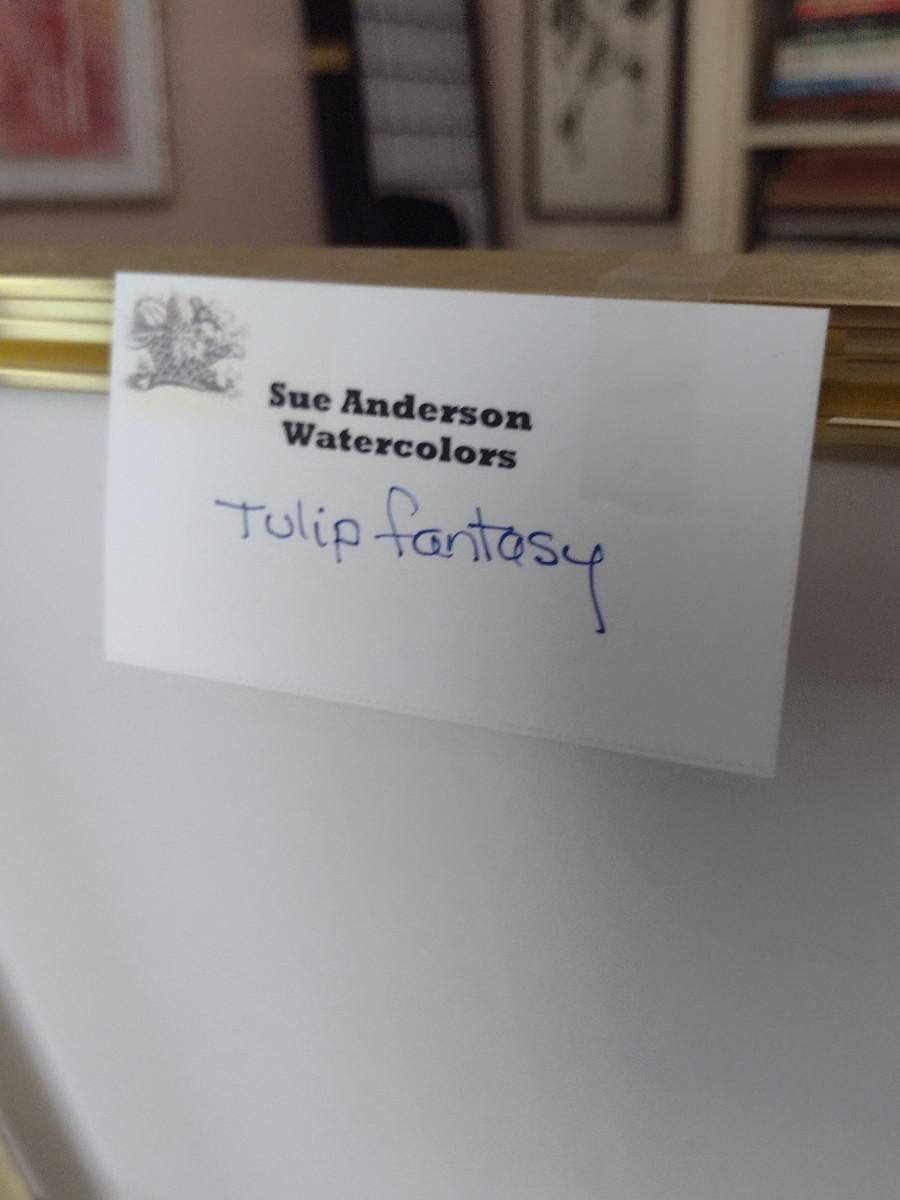 Sue Anderson
Watercolors
Tulip fantasy